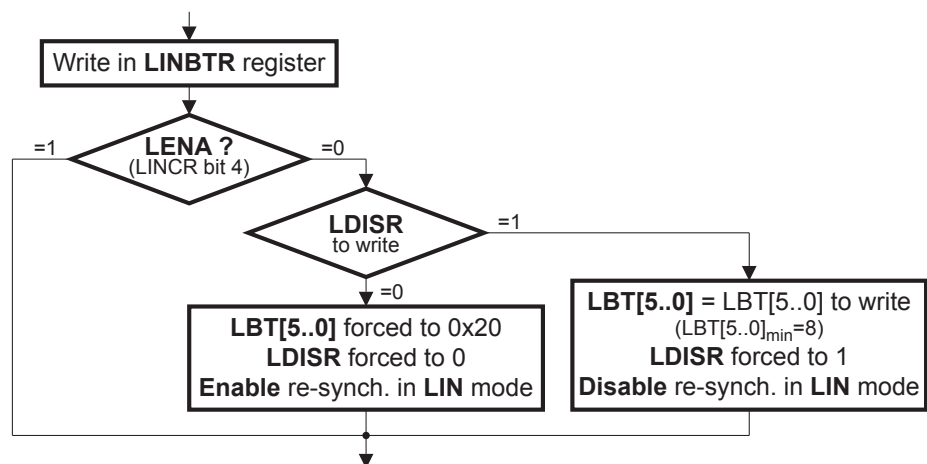 Write in LINBTR register
=1
LENA ?
=0
(LINCR bit 4)
LDISR
=1
to write
=0
LBT[5..0] forced to 0x20
LDISR forced to 0
Enable re-synch. in LIN mode
LBT[5..0] = LBT[5..0] to write
(LBT[5..0]min=8)
LDISR forced to 1
Disable re-synch. in LIN mode